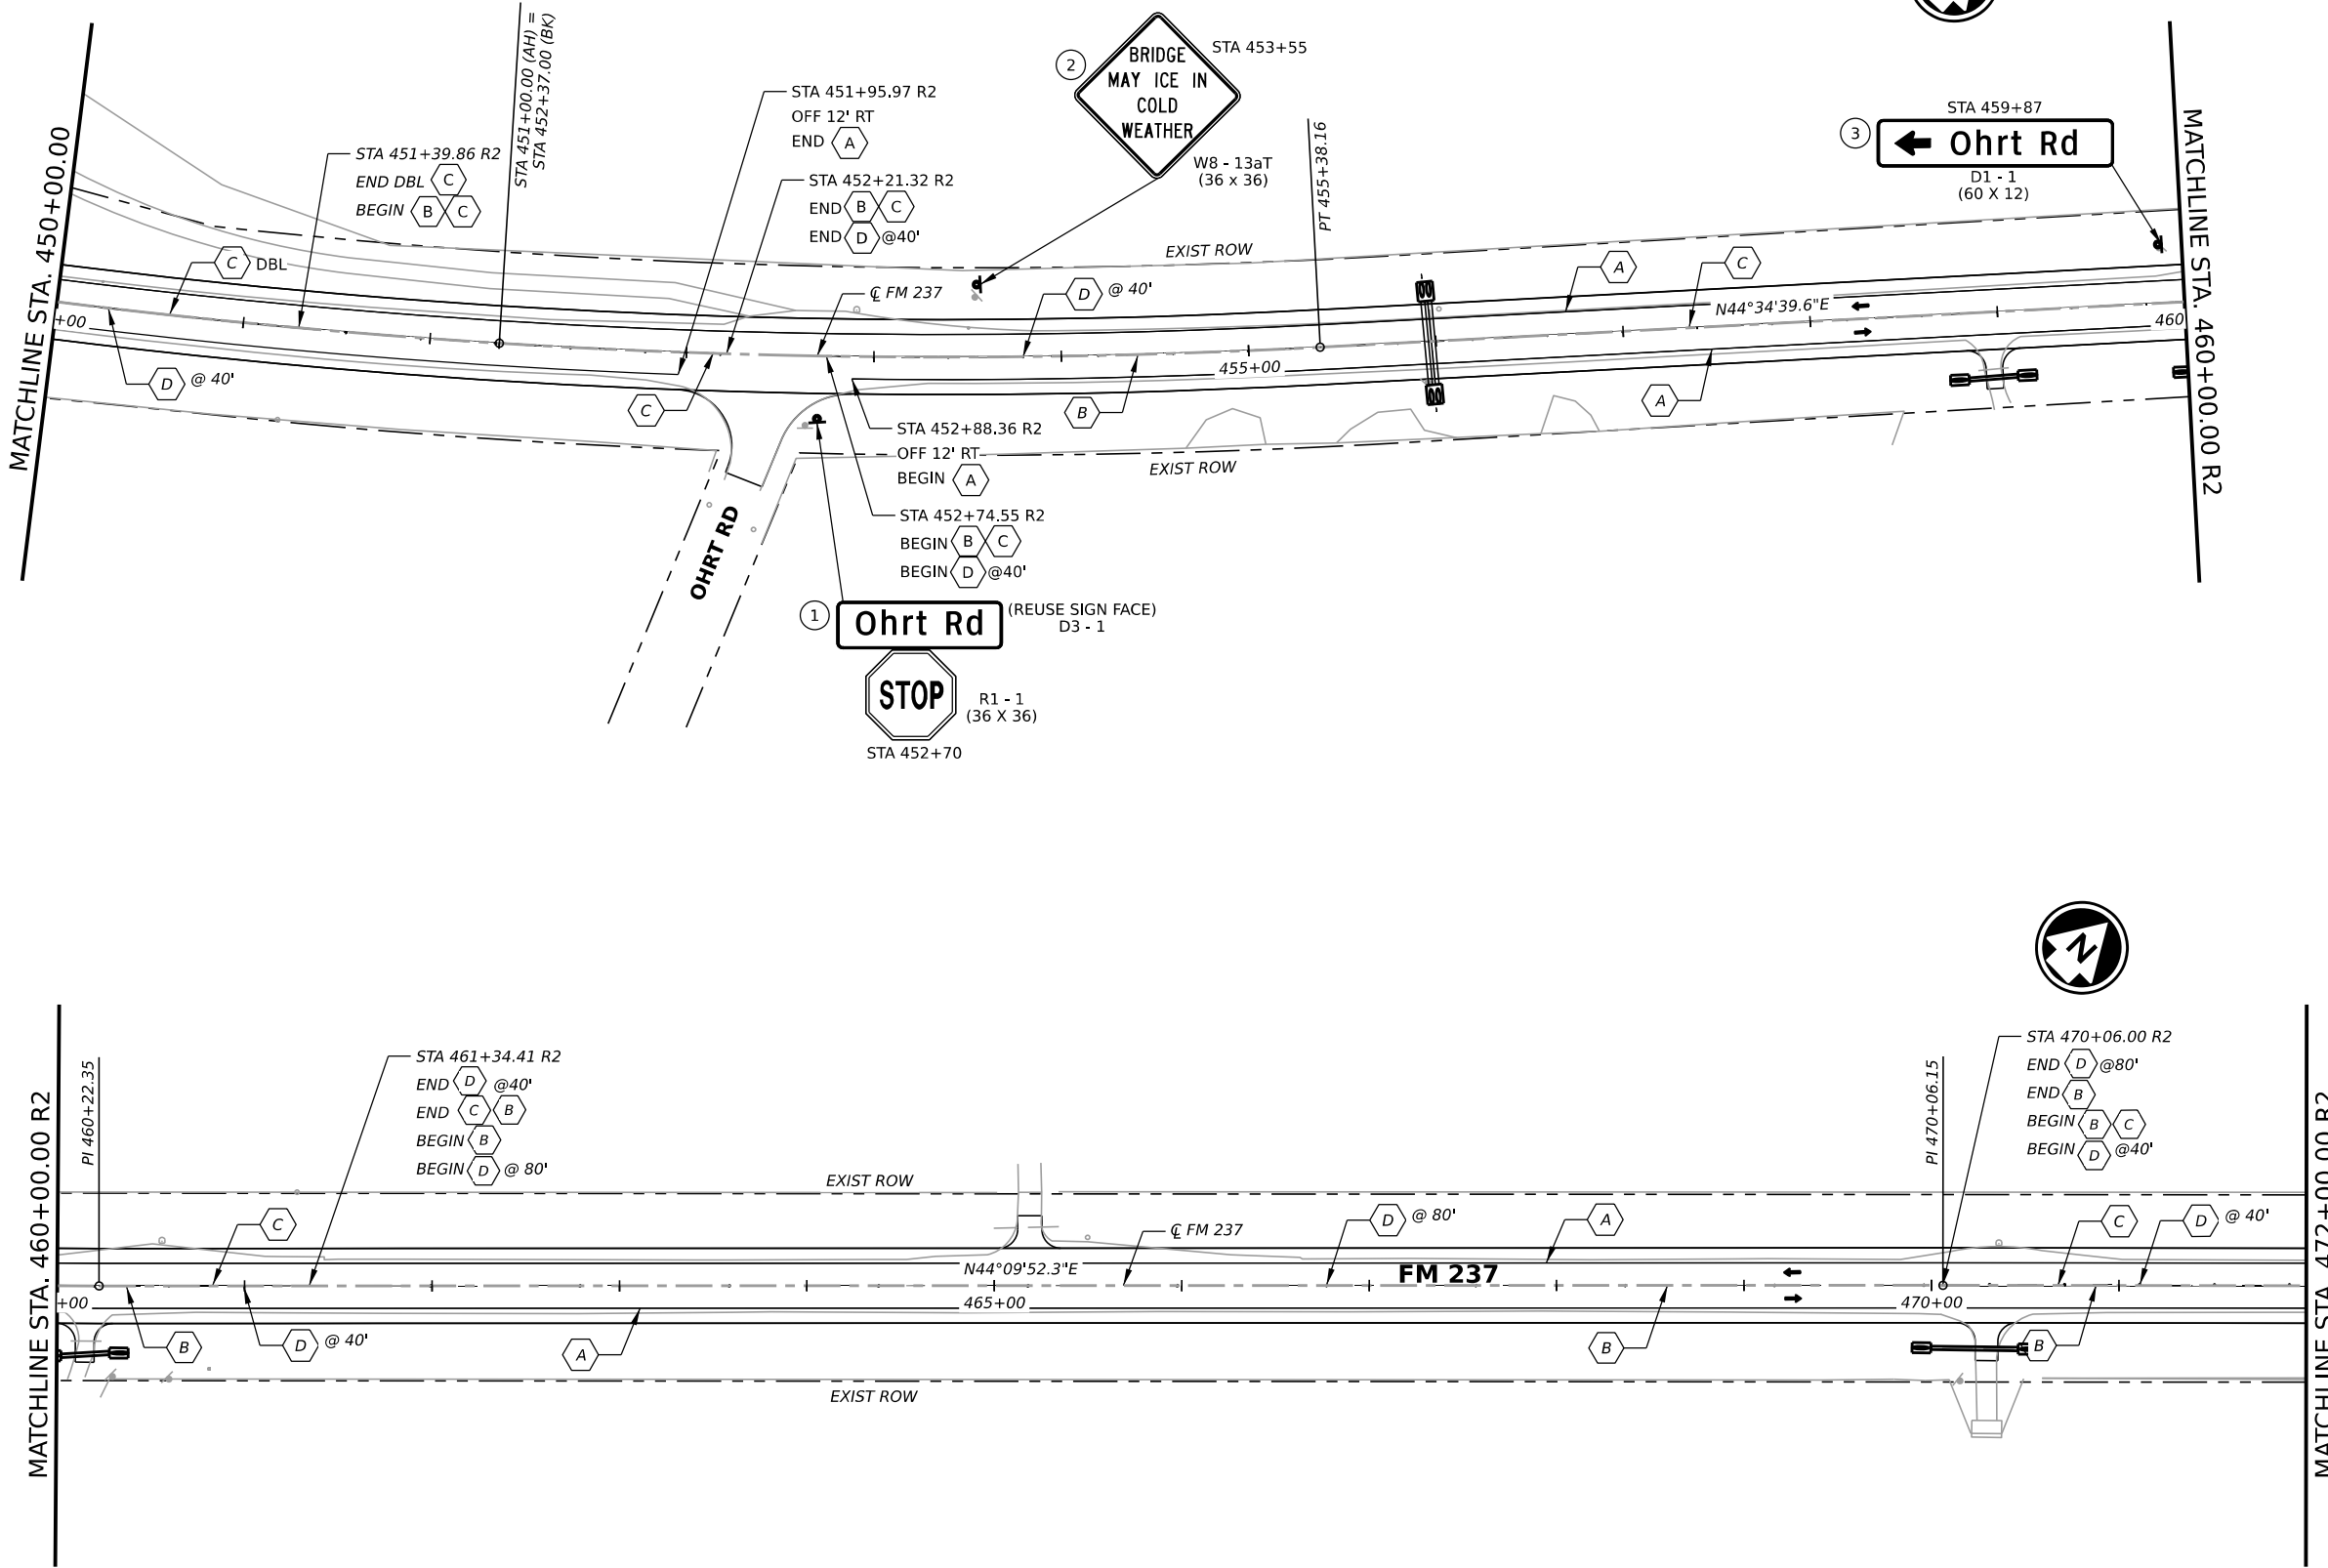 MATCHLINE STA. 450+00.00
STA 451+39.86 R2
END DBL C
BEGIN B C
C DBL
+00
D @ 40'
STA 451+00.00 (AH) =
STA 452+37.00 (BK)
STA 451+95.97 R2
OFF 12' RT
END A
STA 452+21.32 R2
END B C
END D @40'
℄ FM 237
C
2
BRIDGE
MAY ICE IN
COLD
WEATHER
STA 453+55
W8 - 13aT
(36 x 36)
D @ 40'
EXIST ROW
PT 455+38.16
455+00
B
A
C
N44°34'39.6"E
A
460
STA 459+87
3
Ohrt Rd
D1 - 1
(60 X 12)
MATCHLINE STA. 460+00.00 R2
STA 452+88.36 R2
OFF 12' RT
BEGIN A
EXIST ROW
STA 452+74.55 R2
BEGIN B C
BEGIN D @40'
OHRT RD
1
Ohrt Rd
(REUSE SIGN FACE)
D3 - 1
STOP
R1 - 1
(36 X 36)
STA 452+70
N
MATCHLINE STA. 460+00.00 R2
PI 460+22.35
STA 461+34.41 R2
END D @40'
END C B
BEGIN B
BEGIN D @ 80'
C
EXIST ROW
℄ FM 237
D @ 80'
A
N44°09'52.3"E
FM 237
+00
465+00
470+00
B
D @ 40'
A
B
B
EXIST ROW
PI 470+06.15
STA 470+06.00 R2
END D @80'
END B
BEGIN B C
BEGIN D @40'
C
D @ 40'
MATCHLINE STA. 472+00.00 R2